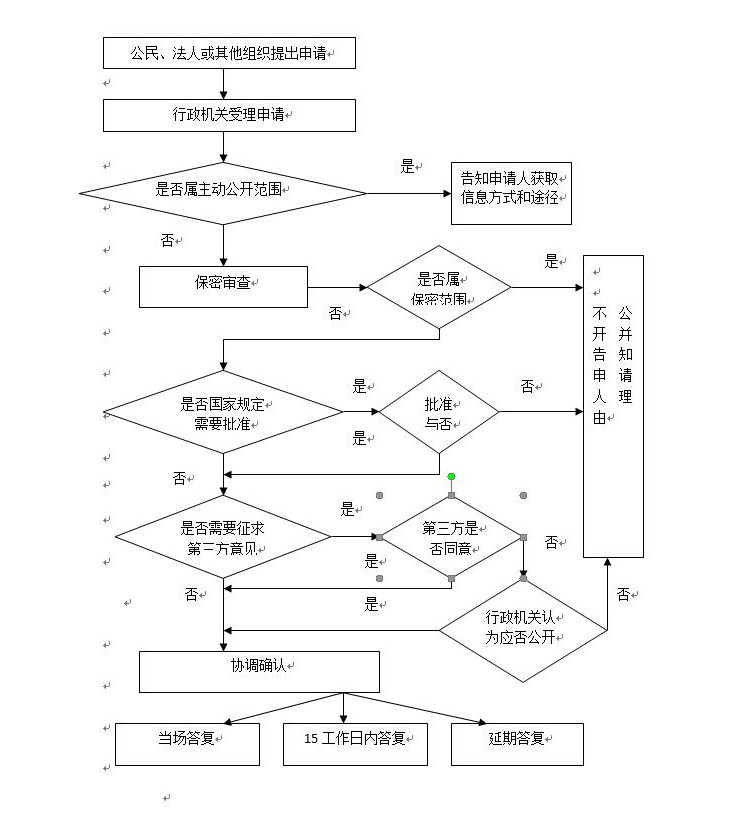 公民、法人或其他组织提出申请
行政机关受理申请
是否属主动公开范围
是
告知申请人获取
信息方式和途径
否
保密审查
是否属
保密范围
是
否
不 公
开 并
告 知
申 请
人 理
由
是否国家规定
需要批准
是
批准
与否
否
是
否
是否需要征求
第三方意见
是
第三方是
否同意
否
是
否
是
行政机关认
为应否公开
否
协调确认
当场答复
15 工作日内答复
延期答复